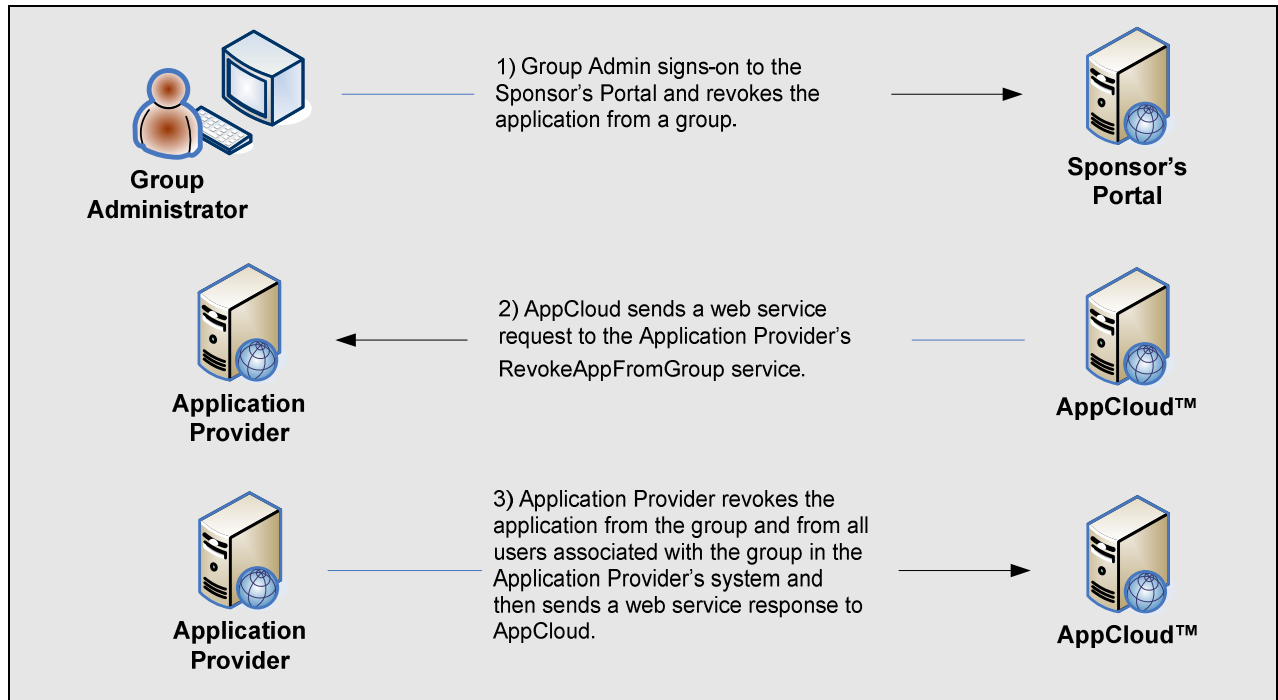 1) Group Admin signs-on to the
Sponsor’s Portal and revokes the
application from a group.
Group
Administrator
Sponsor’s
Portal
2) AppCloud sends a web service
request to the Application Provider’s
RevokeAppFromGroup service.
Application
Provider
AppCloud™
3) Application Provider revokes the
application from the group and from all
users associated with the group in the
Application Provider’s system and
then sends a web service response to
AppCloud.
Application
Provider
AppCloud™